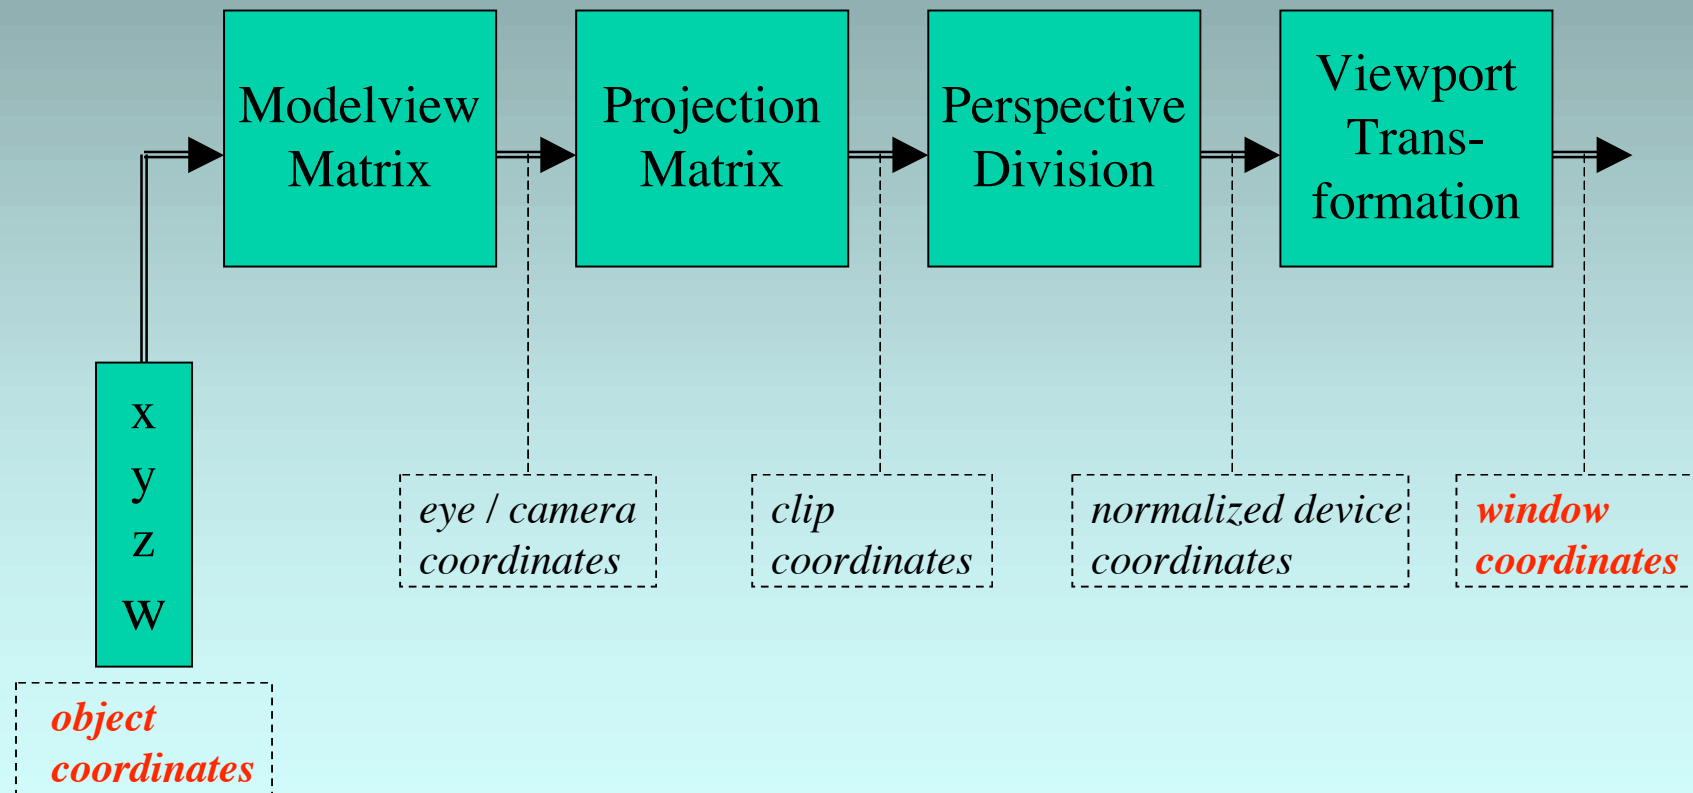 Modelview
Matrix
Projection
Matrix
Perspective
Division
Viewport
Trans-
formation
x
y
z
w
eye / camera
coordinates
clip
coordinates
normalized device
coordinates
window
coordinates
object
coordinates